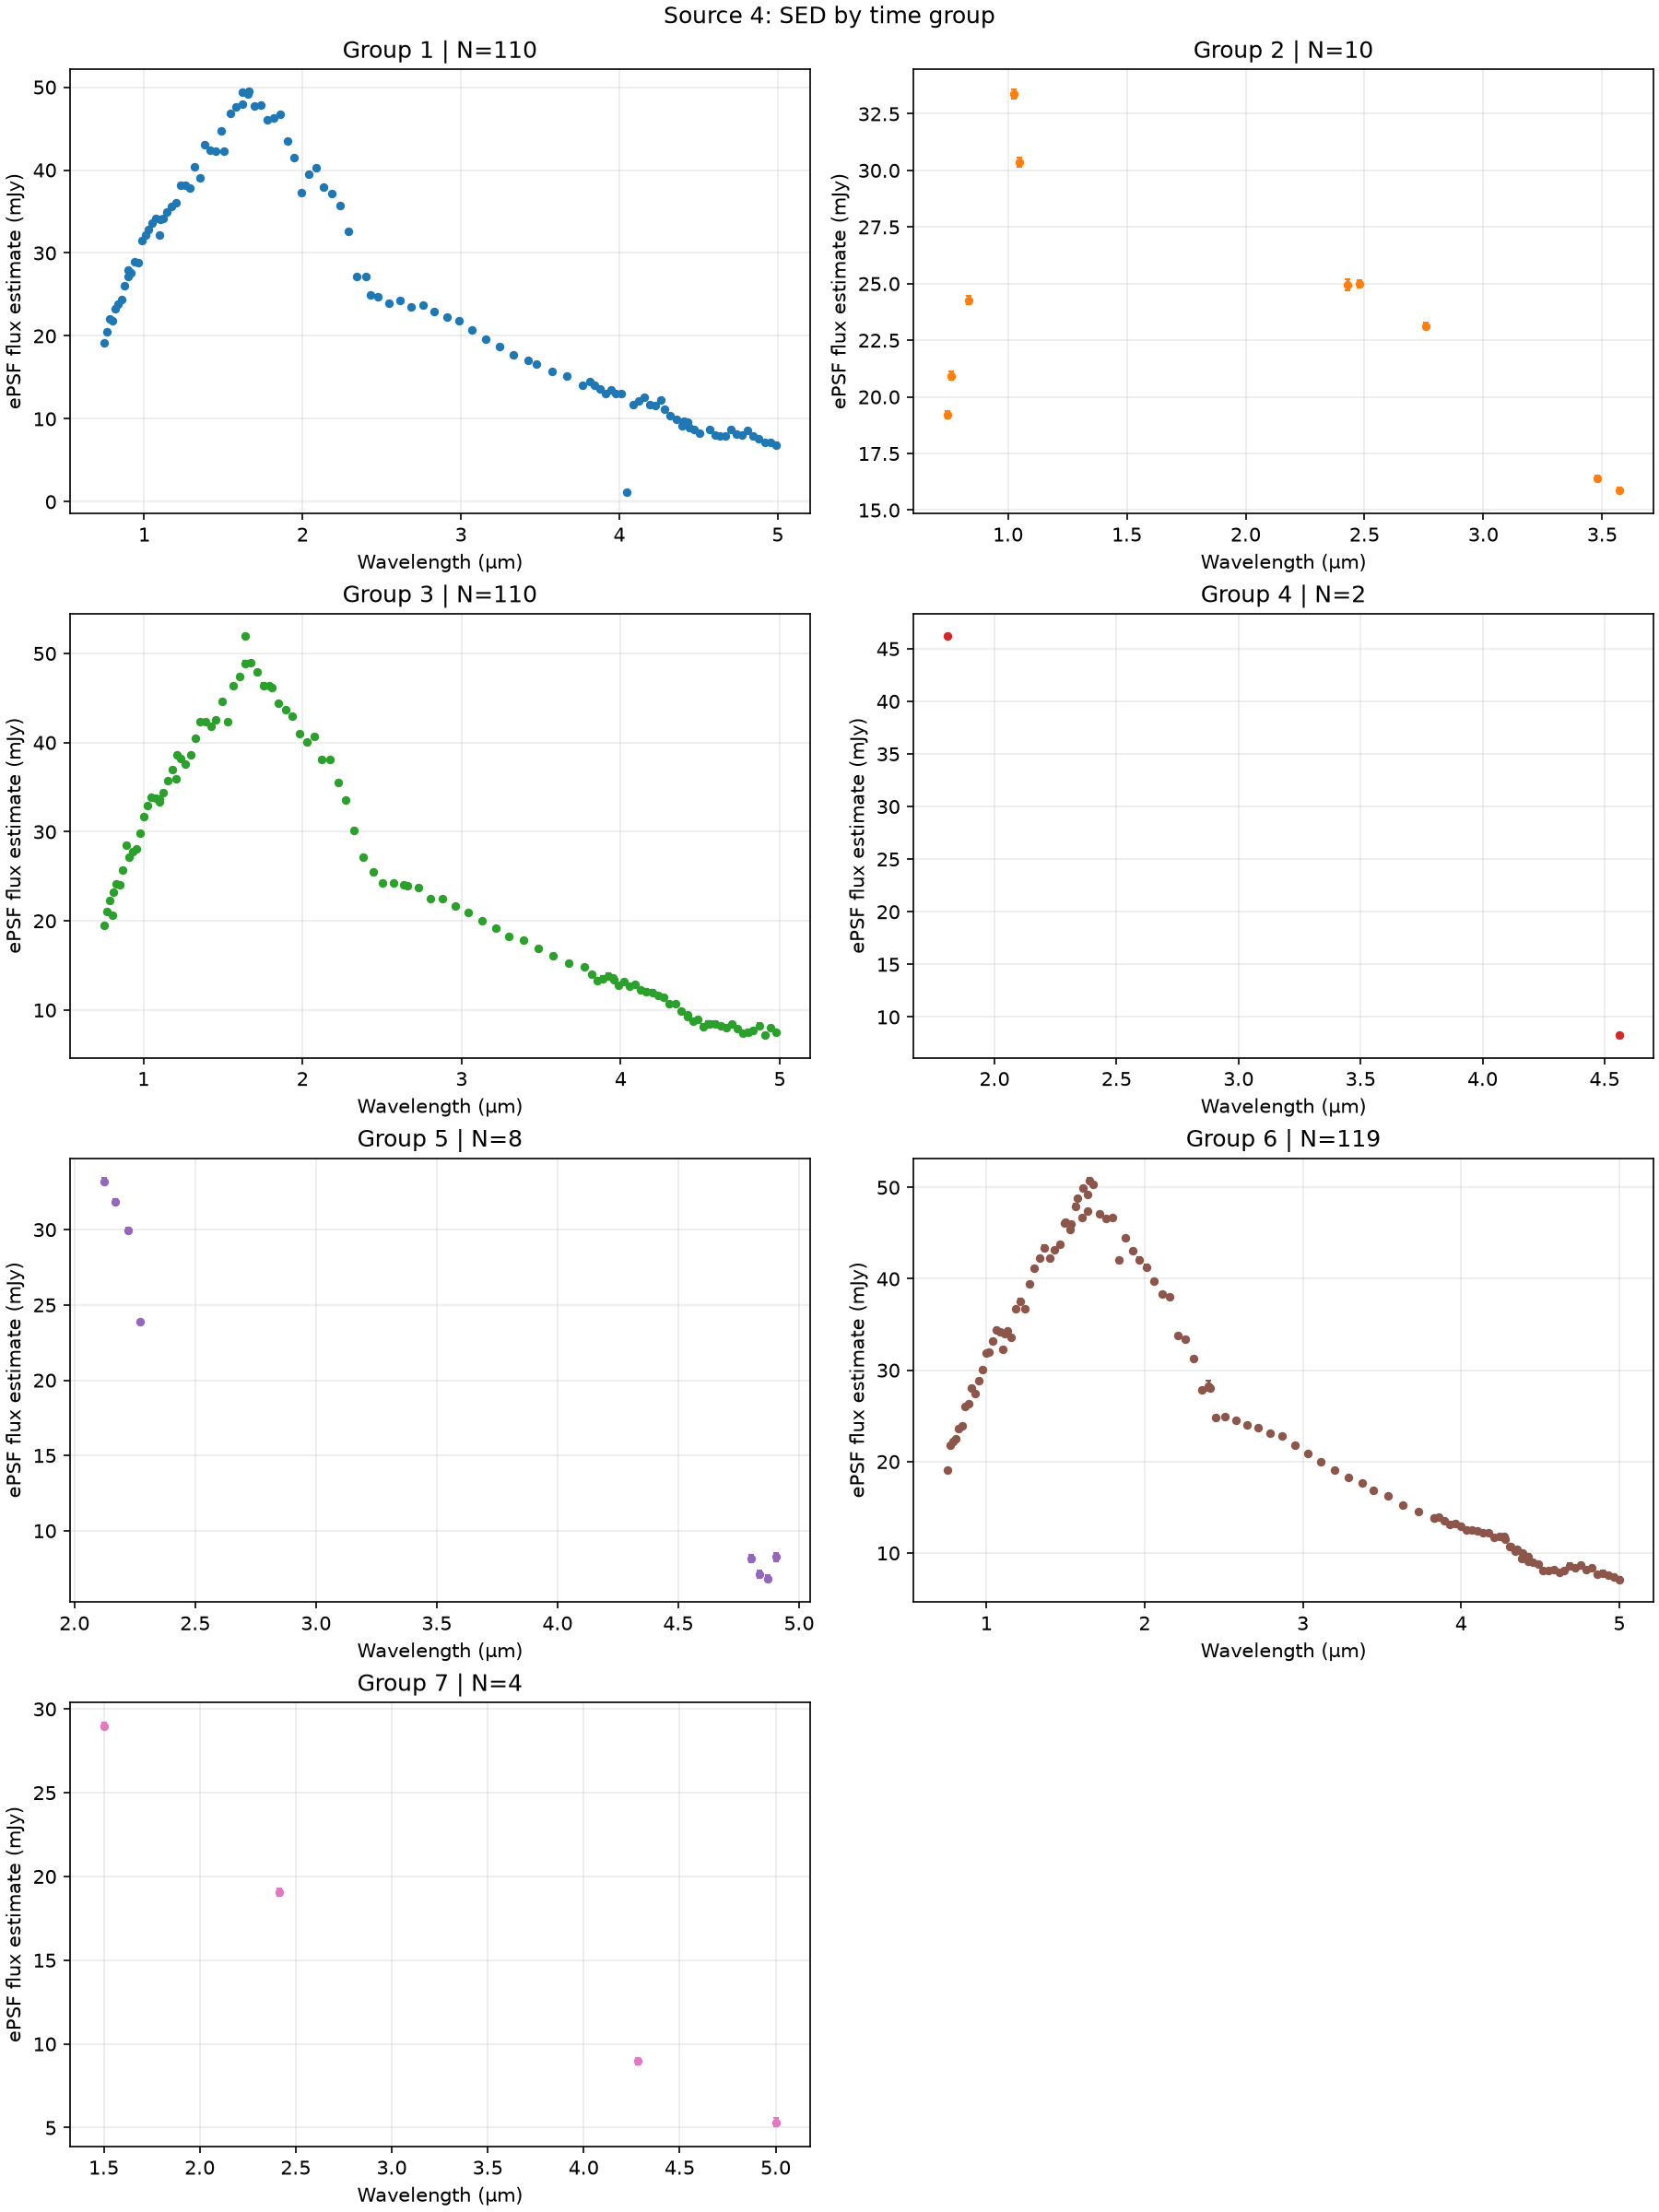 Source 4: SED by time group
Group 1 | N=110
ePSF flux estimate (mJy)
50
40
30
20
10
0
1 2 3 4 5
Wavelength (μm)
Group 2 | N=10
ePSF flux estimate (mJy)
32.5
30.0
27.5
25.0
22.5
20.0
17.5
15.0
1.0 1.5 2.0 2.5 3.0 3.5
Wavelength (μm)
Group 3 | N=110
ePSF flux estimate (mJy)
50
40
30
20
10
1 2 3 4 5
Wavelength (μm)
Group 4 | N=2
ePSF flux estimate (mJy)
45
40
35
30
25
20
15
10
2.0 2.5 3.0 3.5 4.0 4.5
Wavelength (μm)
Group 5 | N=8
ePSF flux estimate (mJy)
30
25
20
15
10
2.0 2.5 3.0 3.5 4.0 4.5 5.0
Wavelength (μm)
Group 6 | N=119
ePSF flux estimate (mJy)
50
40
30
20
10
1 2 3 4 5
Wavelength (μm)
Group 7 | N=4
ePSF flux estimate (mJy)
30
25
20
15
10
5
1.5 2.0 2.5 3.0 3.5 4.0 4.5 5.0
Wavelength (μm)